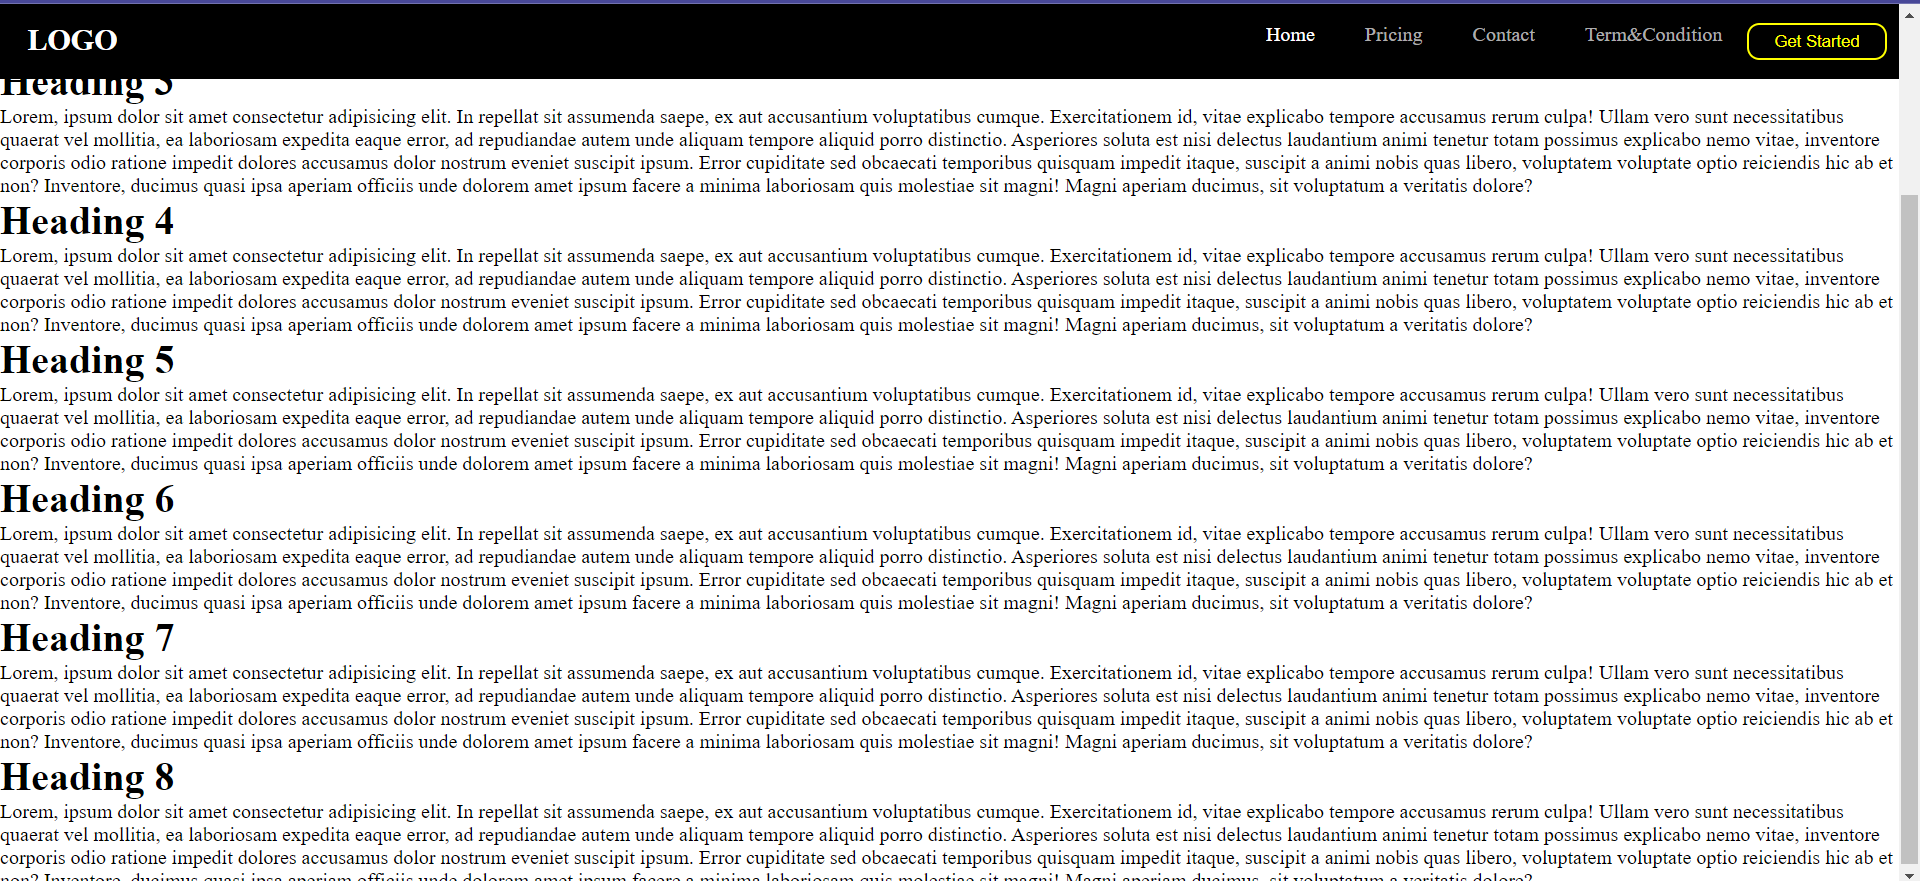 LOGO
Home Pricing Contact Term&Condition Get Started
Heading 3
Lorem, ipsum dolor sit amet consectetur adipisicing elit. In repellat sit assumenda saepe, ex aut accusantium voluptatibus cumque. Exercitationem id, vitae explicabo tempore accusamus rerum culpa! Ullam vero sunt necessitatibus
quaerat vel mollitia, ea laboriosam expedita eaque error, ad repudiandae autem unde aliquam tempore aliquid porro distinctio. Asperiores soluta est nisi delectus laudantium animi tenetur totam possimus explicabo nemo vitae, inventore
corporis odio ratione impedit dolores accusamus dolor nostrum eveniet suscipit ipsum. Error cupiditate sed obcaecati temporibus quisquam impedit itaque, suscipit a animi nobis quas libero, voluptatem voluptate optio reiciendis hic ab et
non? Inventore, ducimus quasi ipsa aperiam officiis unde dolorem amet ipsum facere a minima laboriosam quis molestiae sit magni! Magni aperiam ducimus, sit voluptatum a veritatis dolore?
Heading 4
Lorem, ipsum dolor sit amet consectetur adipisicing elit. In repellat sit assumenda saepe, ex aut accusantium voluptatibus cumque. Exercitationem id, vitae explicabo tempore accusamus rerum culpa! Ullam vero sunt necessitatibus
quaerat vel mollitia, ea laboriosam expedita eaque error, ad repudiandae autem unde aliquam tempore aliquid porro distinctio. Asperiores soluta est nisi delectus laudantium animi tenetur totam possimus explicabo nemo vitae, inventore
corporis odio ratione impedit dolores accusamus dolor nostrum eveniet suscipit ipsum. Error cupiditate sed obcaecati temporibus quisquam impedit itaque, suscipit a animi nobis quas libero, voluptatem voluptate optio reiciendis hic ab et
non? Inventore, ducimus quasi ipsa aperiam officiis unde dolorem amet ipsum facere a minima laboriosam quis molestiae sit magni! Magni aperiam ducimus, sit voluptatum a veritatis dolore?
Heading 5
Lorem, ipsum dolor sit amet consectetur adipisicing elit. In repellat sit assumenda saepe, ex aut accusantium voluptatibus cumque. Exercitationem id, vitae explicabo tempore accusamus rerum culpa! Ullam vero sunt necessitatibus
quaerat vel mollitia, ea laboriosam expedita eaque error, ad repudiandae autem unde aliquam tempore aliquid porro distinctio. Asperiores soluta est nisi delectus laudantium animi tenetur totam possimus explicabo nemo vitae, inventore
corporis odio ratione impedit dolores accusamus dolor nostrum eveniet suscipit ipsum. Error cupiditate sed obcaecati temporibus quisquam impedit itaque, suscipit a animi nobis quas libero, voluptatem voluptate optio reiciendis hic ab et
non? Inventore, ducimus quasi ipsa aperiam officiis unde dolorem amet ipsum facere a minima laboriosam quis molestiae sit magni! Magni aperiam ducimus, sit voluptatum a veritatis dolore?
Heading 6
Lorem, ipsum dolor sit amet consectetur adipisicing elit. In repellat sit assumenda saepe, ex aut accusantium voluptatibus cumque. Exercitationem id, vitae explicabo tempore accusamus rerum culpa! Ullam vero sunt necessitatibus
quaerat vel mollitia, ea laboriosam expedita eaque error, ad repudiandae autem unde aliquam tempore aliquid porro distinctio. Asperiores soluta est nisi delectus laudantium animi tenetur totam possimus explicabo nemo vitae, inventore
corporis odio ratione impedit dolores accusamus dolor nostrum eveniet suscipit ipsum. Error cupiditate sed obcaecati temporibus quisquam impedit itaque, suscipit a animi nobis quas libero, voluptatem voluptate optio reiciendis hic ab et
non? Inventore, ducimus quasi ipsa aperiam officiis unde dolorem amet ipsum facere a minima laboriosam quis molestiae sit magni! Magni aperiam ducimus, sit voluptatum a veritatis dolore?
Heading 7
Lorem, ipsum dolor sit amet consectetur adipisicing elit. In repellat sit assumenda saepe, ex aut accusantium voluptatibus cumque. Exercitationem id, vitae explicabo tempore accusamus rerum culpa! Ullam vero sunt necessitatibus
quaerat vel mollitia, ea laboriosam expedita eaque error, ad repudiandae autem unde aliquam tempore aliquid porro distinctio. Asperiores soluta est nisi delectus laudantium animi tenetur totam possimus explicabo nemo vitae, inventore
corporis odio ratione impedit dolores accusamus dolor nostrum eveniet suscipit ipsum. Error cupiditate sed obcaecati temporibus quisquam impedit itaque, suscipit a animi nobis quas libero, voluptatem voluptate optio reiciendis hic ab et
non? Inventore, ducimus quasi ipsa aperiam officiis unde dolorem amet ipsum facere a minima laboriosam quis molestiae sit magni! Magni aperiam ducimus, sit voluptatum a veritatis dolore?
Heading 8
Lorem, ipsum dolor sit amet consectetur adipisicing elit. In repellat sit assumenda saepe, ex aut accusantium voluptatibus cumque. Exercitationem id, vitae explicabo tempore accusamus rerum culpa! Ullam vero sunt necessitatibus
quaerat vel mollitia, ea laboriosam expedita eaque error, ad repudiandae autem unde aliquam tempore aliquid porro distinctio. Asperiores soluta est nisi delectus laudantium animi tenetur totam possimus explicabo nemo vitae, inventore
corporis odio ratione impedit dolores accusamus dolor nostrum eveniet suscipit ipsum. Error cupiditate sed obcaecati temporibus quisquam impedit itaque, suscipit a animi nobis quas libero, voluptatem voluptate optio reiciendis hic ab et